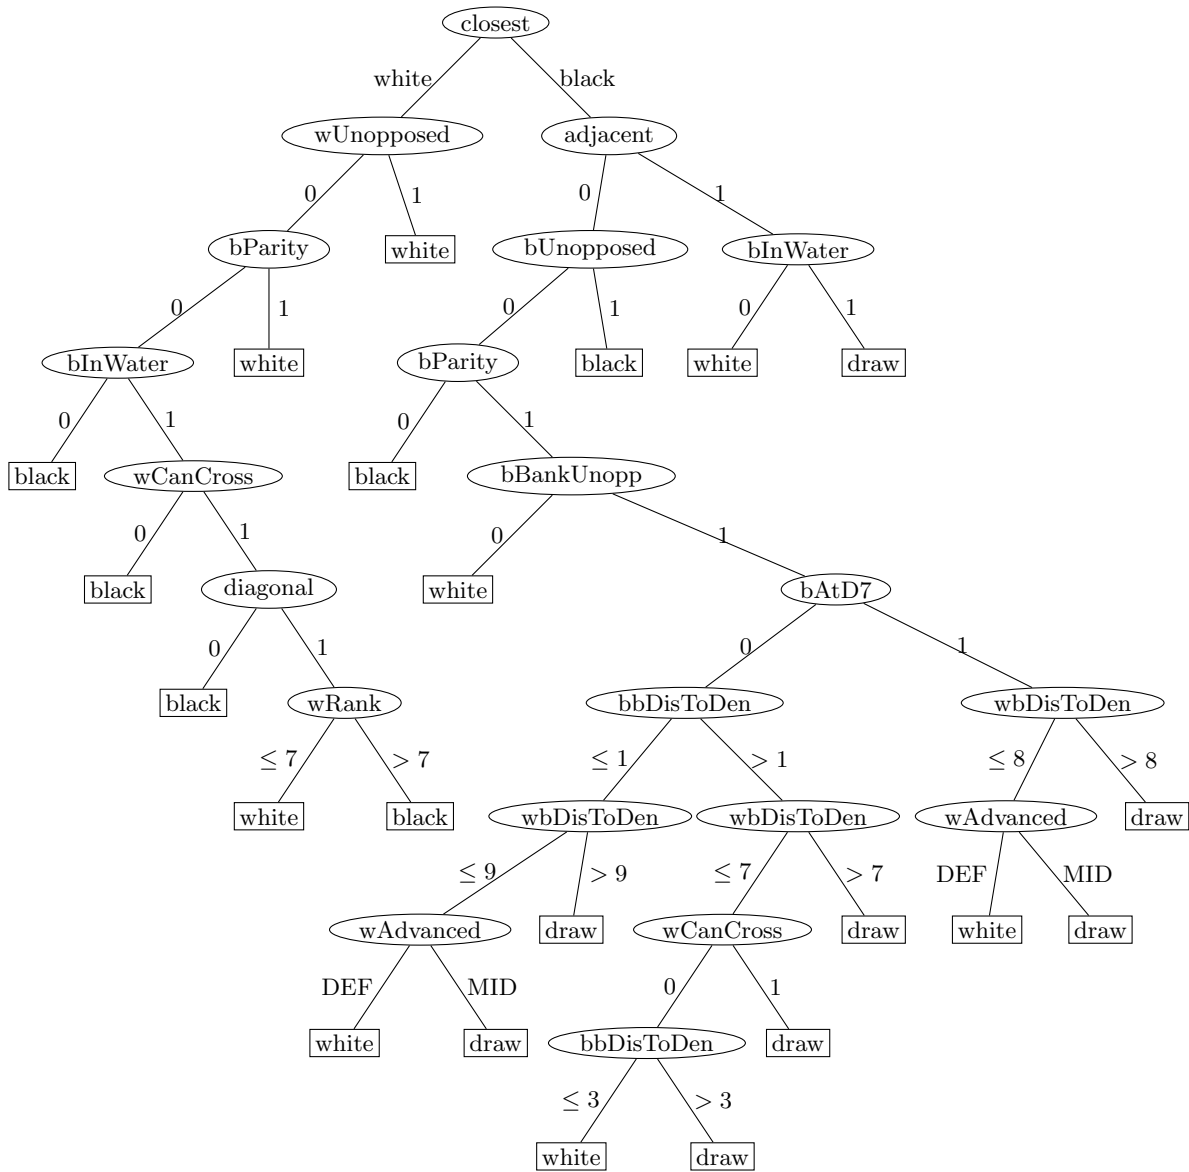 closest
white black
wUnopposed adjacent
0 1 0 1
bParity white bUnopposed bInWater
0 1 0 1 0 1
bInWater white bParity black white draw
0 1 0 1
black wCanCross black bBankUnopp
0 1 0 1
black diagonal white bAtD7
0 1 0 1
black wRank bbDisToDen wbDisToDen
≤ 7 > 7 ≤ 1 > 1 ≤ 8 > 8
white black wbDisToDen wbDisToDen wAdvanced draw
≤ 9 > 9 ≤ 7 > 7 DEF MID
wAdvanced draw wCanCross draw white draw
DEF MID 0 1
white draw bbDisToDen draw
≤ 3 > 3
white draw